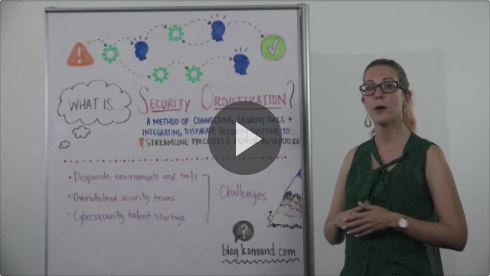 WHAT IS...
SECURITY ORCHESTRATION
A METHOD OF CONNECTING SECURITY TOOLS +
INTEGRATING DISPARATE SECURITY SYSTEMS TO
STREAMLINE PROCESSES &
• Disparate environments and tools
• Overwhelmed security teams
• Cybersecurity talent shortage
Challenges
?
blog.komand.com